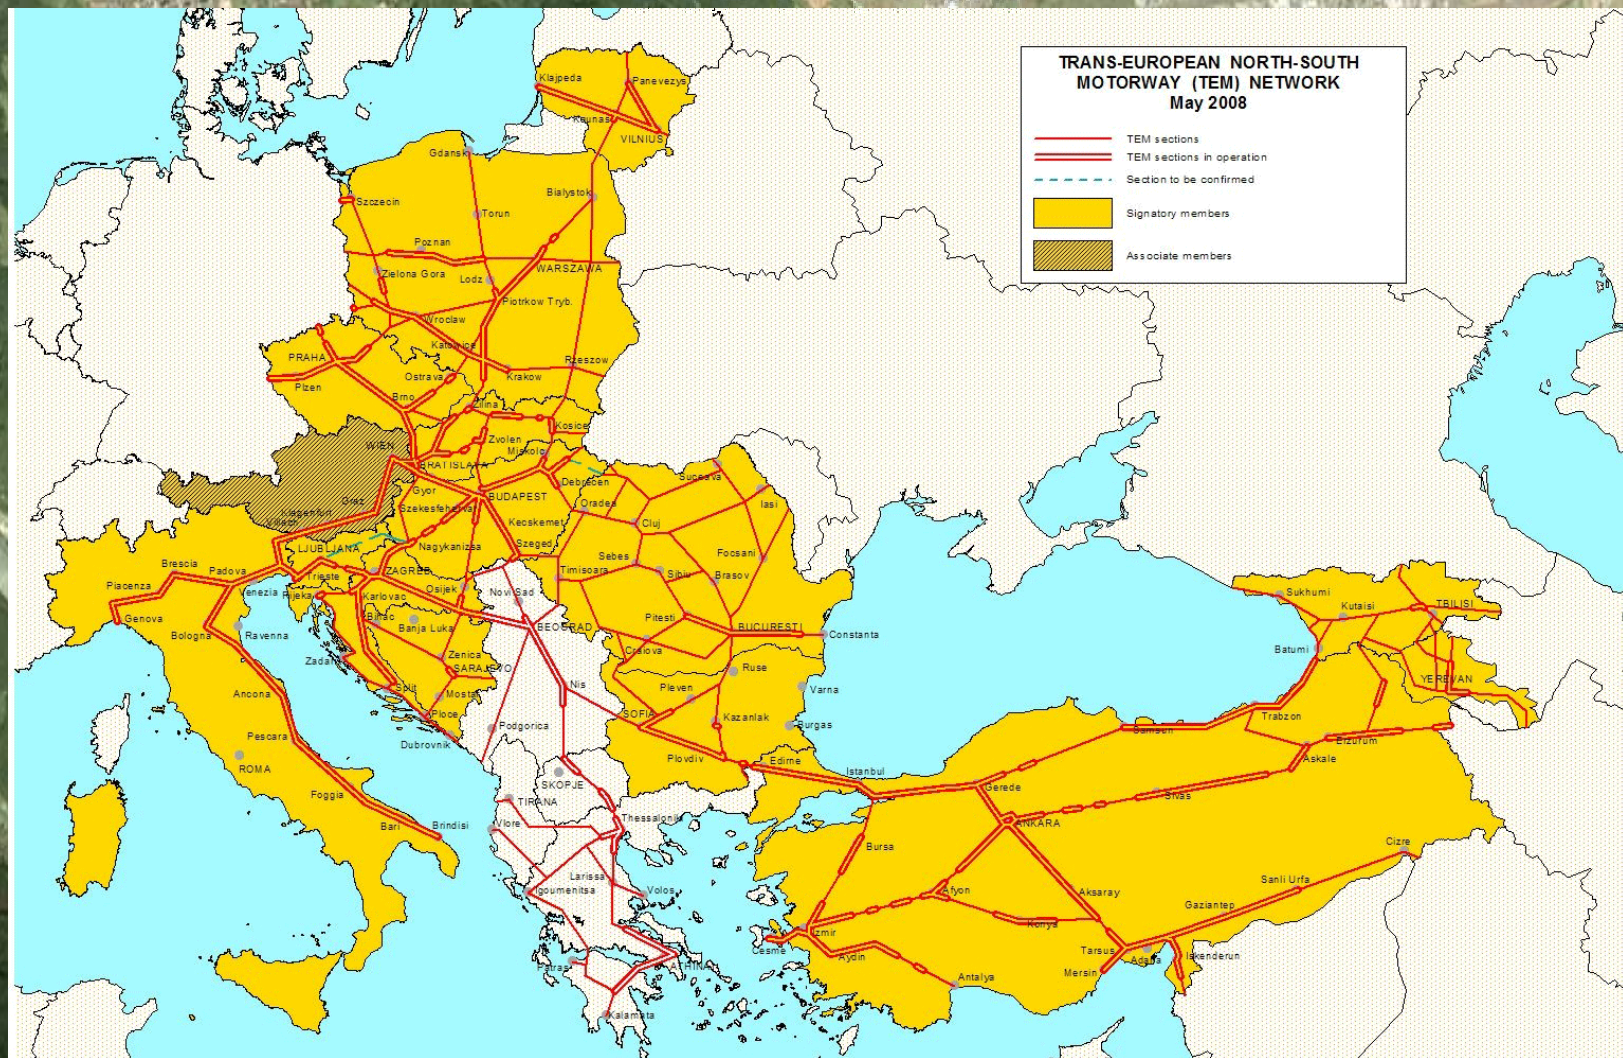 TRANS-EUROPEAN NORTH-SOUTH
MOTORWAY (TEM) NETWORK
May 2008
TEM sections
TEM sections in operation
Section to be confirmed
Signatory members
Associate members
Klajpeda
Panevezys
Kaunas
VILNIUS
Gdansk
Bialystok
Szczecin
Torun
Poznan
WARSZAWA
Zielona Gora
Lodz
Piotrkow Tryb.
Wroclaw
Katowice
PRAHA
Rzeszow
Ostrava
Krakow
Plzen
Brno
Zilina
Kosice
WIEN
Zvolen
Miskolc
BRATISLAVA
Suceava
Debrecen
Gyor
BUDAPEST
Graz
Szekesfehervar
Oradea
Iasi
Klagenfurt
Villach
Kecskemet
Cluj
LJUBLJANA
Nagykanizsa
Szeged
Sebes
Focsani
Brescia
Padova
Trieste
ZAGREB
Timisoara
Sibiu
Brasov
Piacenza
Venezia
Rijeka
Karlovac
Osijek
Novi Sad
Sukhumi
Kutaisi
TBILISI
Genova
Bihac
Pitesti
Bologna
Ravenna
Banja Luka
BEOGRAD
BUCURESTI
Constanta
Craiova
Batumi
Zadar
Zenica
SARAJEVO
Ruse
YEREVAN
Ancona
Split
Mostar
Nis
Pleven
Varna
Ploce
SOFIA
Kazanlak
Burgas
Trabzon
Pescara
Dubrovnik
Podgorica
Samsun
Erzurum
ROMA
Plovdiv
Edirne
Askale
SKOPJE
Istanbul
Gerede
Foggia
TIRANA
Sivas
Bari
Brindisi
Vlore
Thessaloniki
ANKARA
Bursa
Cizre
Larissa
Igoumenitsa
Volos
Afyon
Aksaray
Sanli Urfa
Gaziantep
Izmir
Konya
Cesme
Aydin
Tarsus
Adana
Iskenderun
Patras
ATHINA
Mersin
Antalya
Kalamata